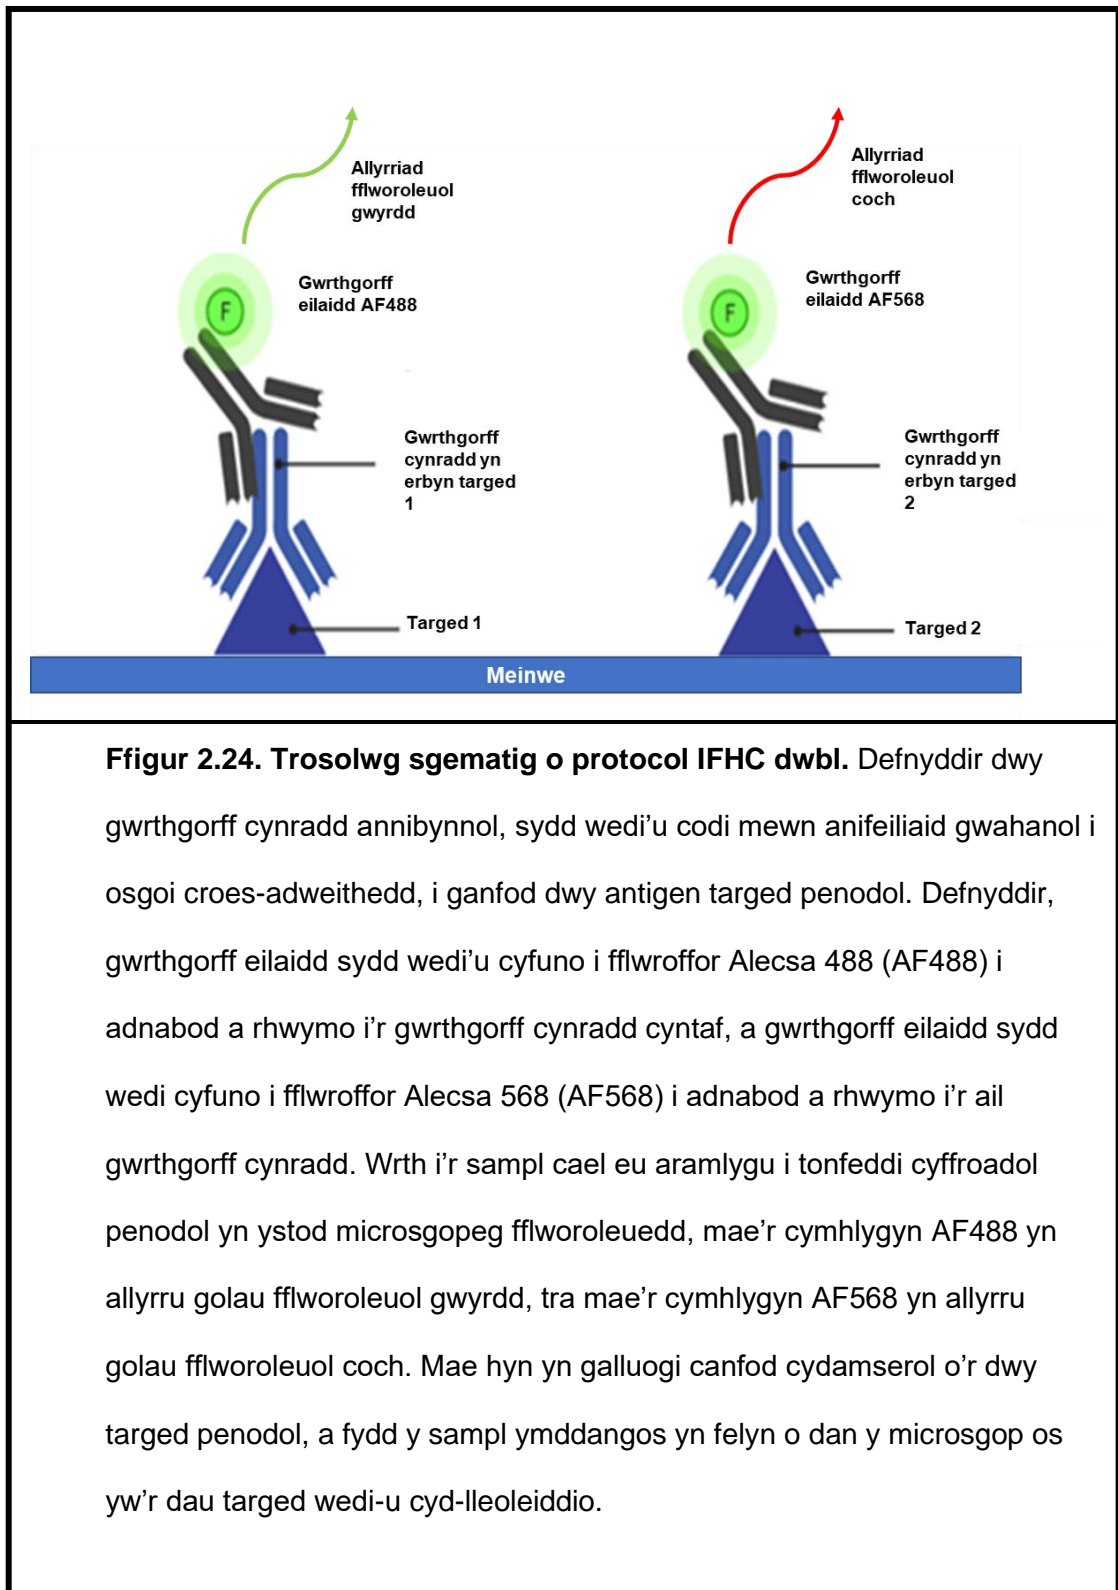 Allyrriad
fflworoleuol
gwyrdd
Allyrriad
fflworoleuol
coch
Gwrthgorff
eilaidd AF488
Gwrthgorff
eilaidd AF568
F
F
Gwrthgorff
cynradd yn
erbyn targed
1
Gwrthgorff
cynradd yn
erbyn targed
2
Targed 1
Targed 2
Meinwe
Ffigur 2.24. Trosolwg sgematig o protocol IFHC dwbl. Defnyddir dwy
gwrthgorff cynradd annibynnol, sydd wedi'u codi mewn anifeiliaid gwahanol i
osgoi croes-adweithedd, i ganfod dwy antigen targed penodol. Defnyddir,
gwrthgorff eilaidd sydd wedi'u cyfuno i fflwroffor Alecsa 488 (AF488) i
adnabod a rhwymo i'r gwrthgorff cynradd cyntaf, a gwrthgorff eilaidd sydd
wedi cyfuno i fflwroffor Alecsa 568 (AF568) i adnabod a rhwymo i'r ail
gwrthgorff cynradd. Wrth i'r sampl cael eu aramlygu i tonfeddi cyffroadol
penodol yn ystod microsgopeg fflworoleuedd, mae'r cymhlygyn AF488 yn
allyrru golau fflworoleuol gwyrdd, tra mae'r cymhlygyn AF568 yn allyrru
golau fflworoleuol coch. Mae hyn yn galluogi canfod cydamserol o'r dwy
targed penodol, a fydd y sampl ymddangos yn felyn o dan y microsgop os
yw'r dau targed wedi-u cyd-lleoleiddio.